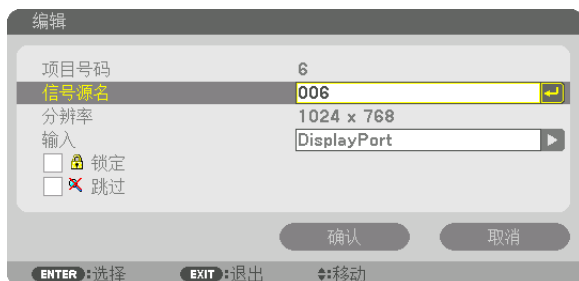 编辑
项目号码 6
信号源名 006
分辨率 1024 x 768
输入 DisplayPort
锁定
跳过
确认 取消
ENTER:选择 EXIT:退出 :移动